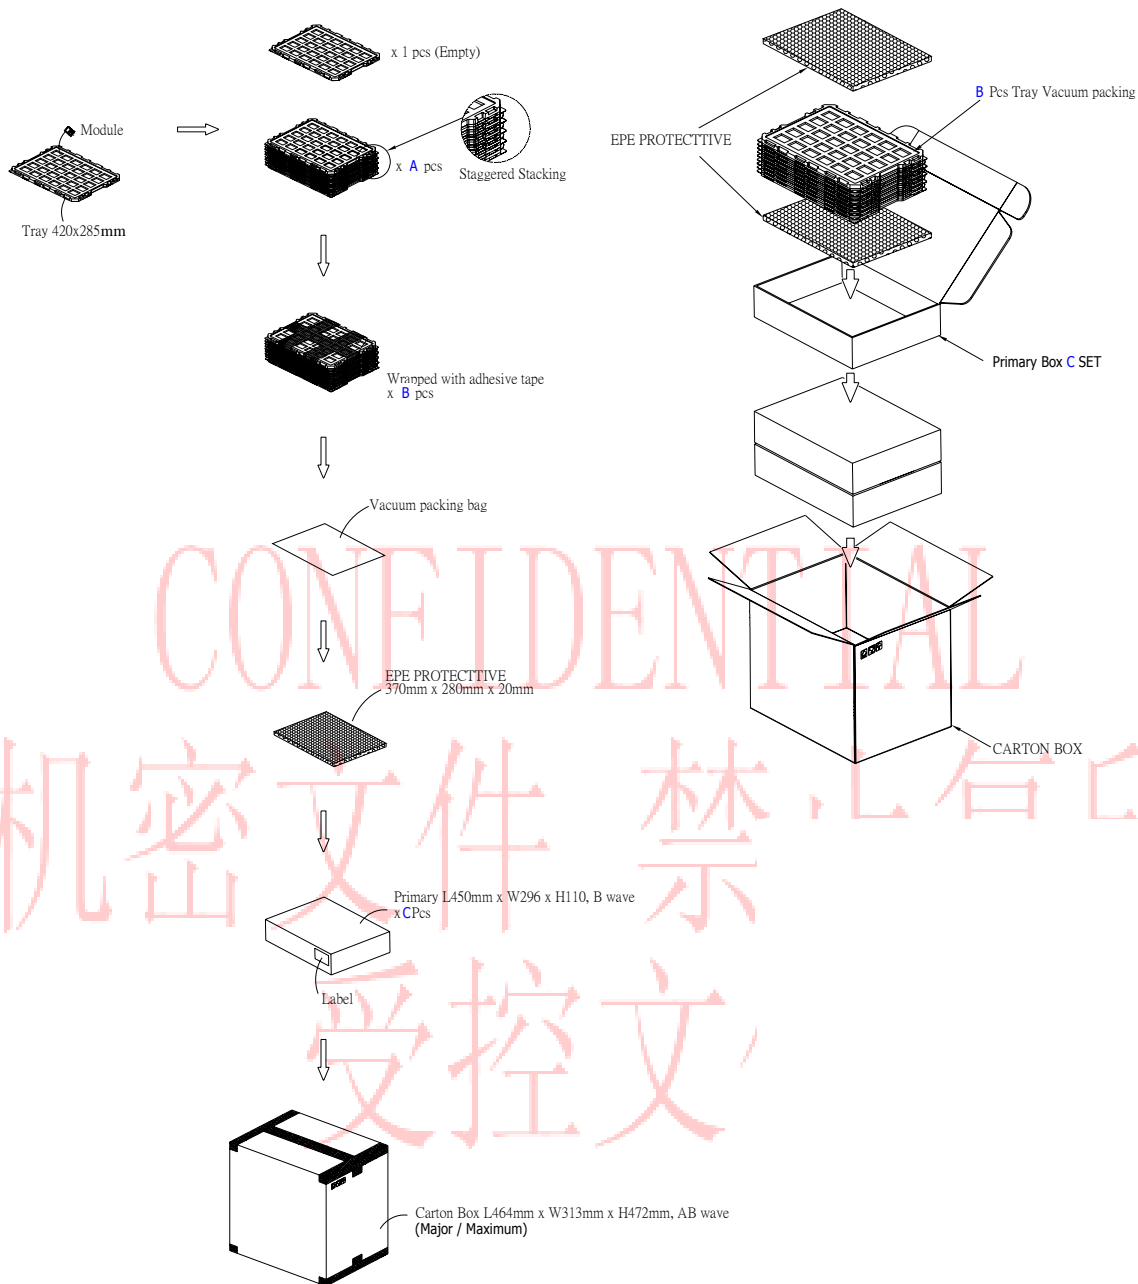 x 1 pcs (Empty)
Module
Tray 420x285mm
x A pcs
Staggered Stacking
Wrapped with adhesive tape
x B pcs
Vacuum packing bag
EPE PROTECTTIVE
370mm x 280mm x 20mm
Primary L450mm x W296 x H110, B wave
x C Pcs
Label
Carton Box L464mm x W313mm x H472mm, AB wave
(Major / Maximum)
B Pcs Tray Vacuum packing
EPE PROTECTTIVE
Primary Box C SET
CARTON BOX
CONFIDENTIAL
机密文件 禁
受控文